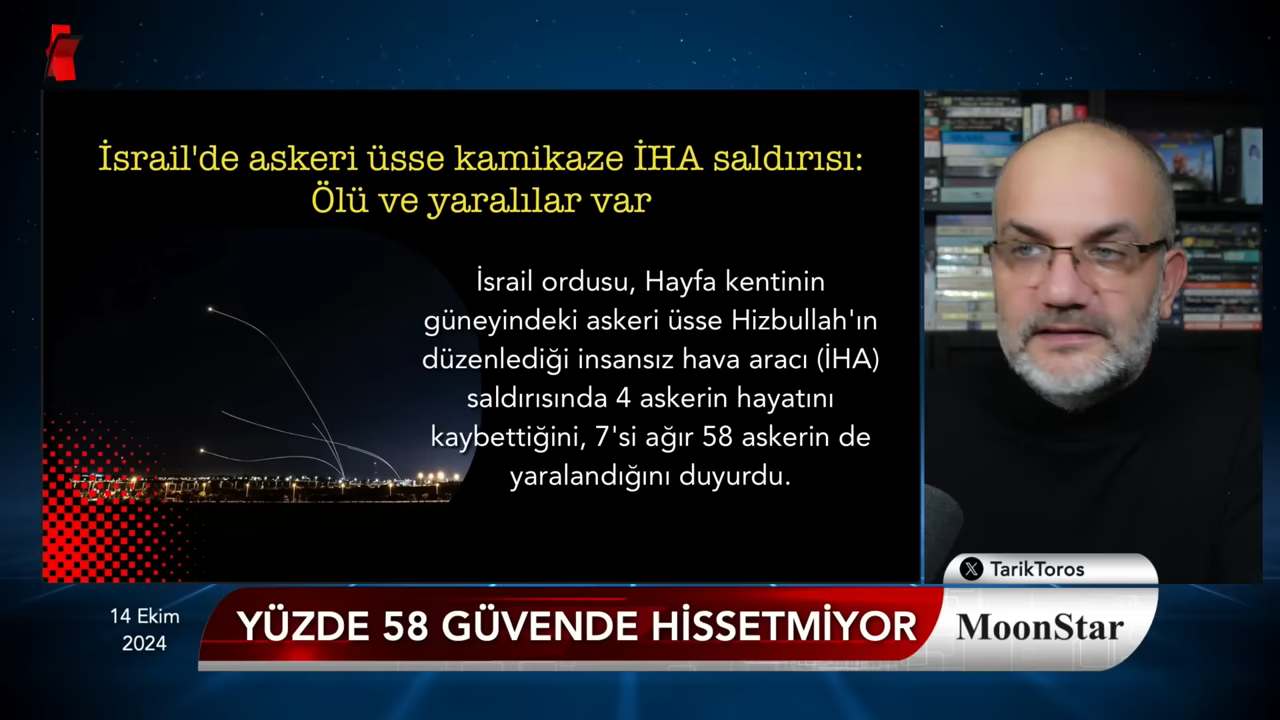 İsrail'de askeri üsse kamikaze İHA saldırısı:
Ölü ve yaralılar var
İsrail ordusu, Hayfa kentinin
güneyindeki askeri üsse Hizbullah'ın
düzenlediği insansız hava aracı (İHA)
saldırısında 4 askerin hayatını
kaybettiğini, 7'si ağır 58 askerin de
yaralandığını duyurdu.
TarikToros
14 Ekim
2024
YÜZDE 58 GÜVENDE HİSSETMİYOR
MoonStar